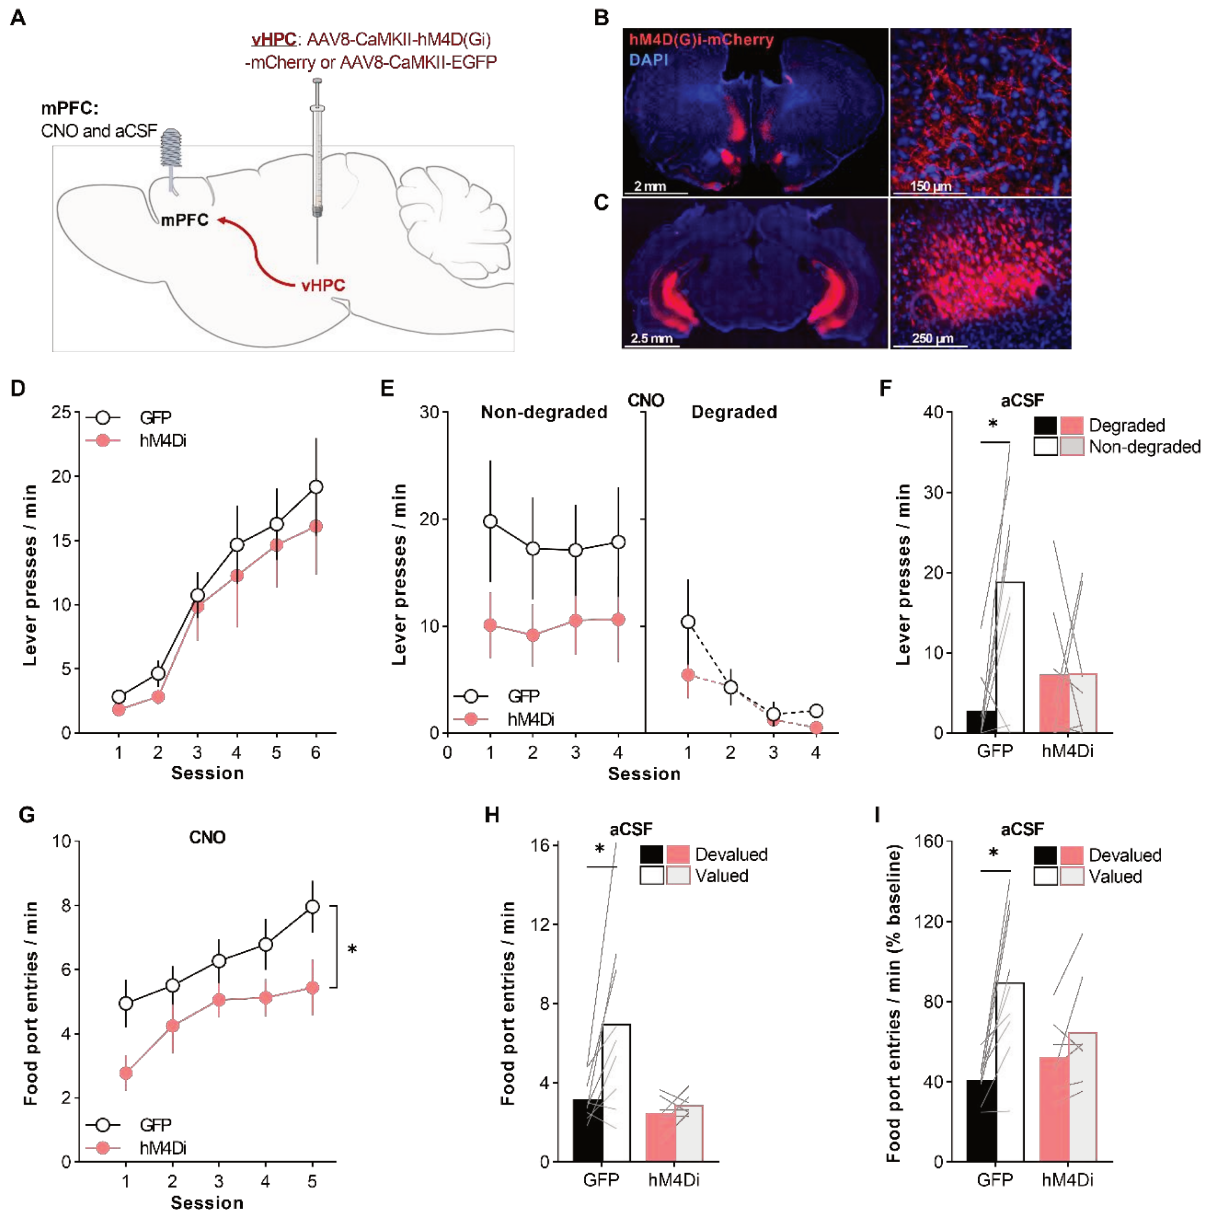 A
vHPC: AAV8-CaMKII-hM4D(Gi)
-mCherry or AAV8-CaMKII-EGFP
mPFC:
CNO and aCSF
mPFC
vHPC
B
hM4D(G)i-mCherry
DAPI
2 mm
150 µm
C
2.5 mm
250 µm
D
25
20
15
10
5
0
Lever presses / min
GFP
hM4Di
1 2 3 4 5 6
Session
E
CNO
Non-degraded
Degraded
30
20
10
0
Lever presses / min
GFP
hM4Di
0 1 2 3 4 1 2 3 4
Session
F
aCSF
40
30
20
10
0
Lever presses / min
*
Degraded
Non-degraded
GFP hM4Di
G
CNO
10
8
6
4
2
0
Food port entries / min
*
GFP
hM4Di
1 2 3 4 5
Session
H
aCSF
16
12
8
4
0
Food port entries / min
*
Devalued
Valued
GFP hM4Di
I
aCSF
160
120
80
40
0
Food port entries / min (% baseline)
*
Devalued
Valued
GFP hM4Di